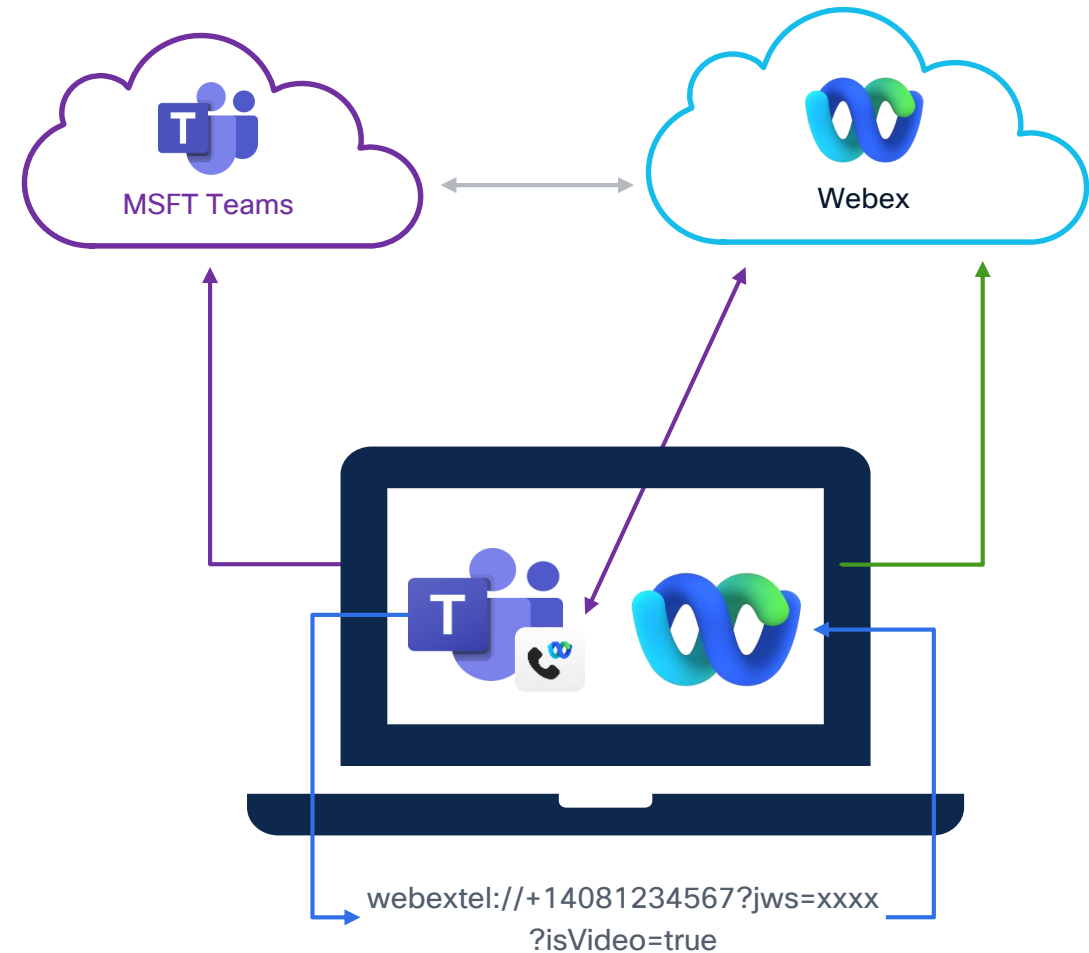 T
MSFT Teams
Webex
T
webextel://+14081234567?jws=xxxx
?isVideo=true